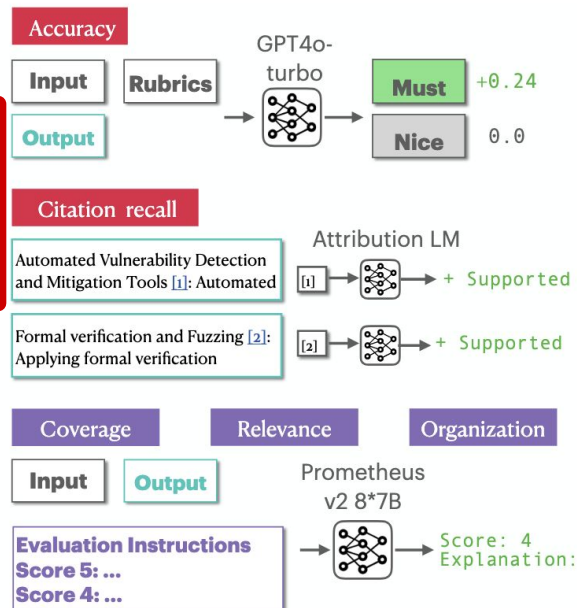 Accuracy
GPT4o-
turbo
Input
Rubrics
Must
+0.24
Output
Nice
0.0
Citation recall
Attribution LM
Automated Vulnerability Detection
and Mitigation Tools [1]: Automated
[1]
+ Supported
Formal verification and Fuzzing [2]:
Applying formal verification
[2]
+ Supported
Coverage
Relevance
Organization
Input
Output
Prometheus
v2 8*7B
Evaluation Instructions
Score 5: ...
Score 4: ...
Score: 4
Explanation: